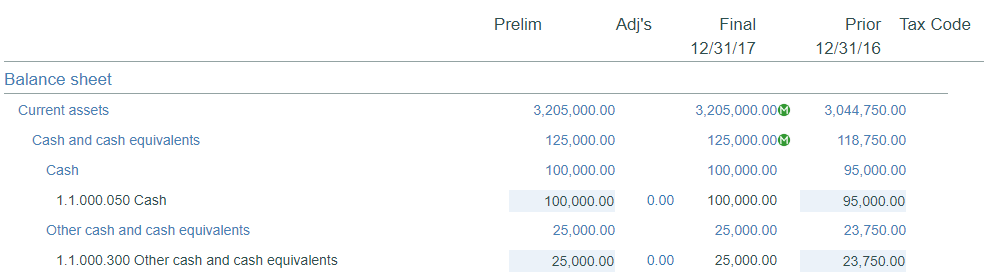 Prelim Adj's Final Prior Tax Code
12/31/17 12/31/16
Balance sheet
Current assets 3,205,000.00 3,205,000.00 M 3,044,750.00
Cash and cash equivalents 125,000.00 125,000.00 M 118,750.00
Cash 100,000.00 100,000.00 95,000.00
1.1.000.050 Cash 100,000.00 0.00 100,000.00 95,000.00
Other cash and cash equivalents 25,000.00 25,000.00 23,750.00
1.1.000.300 Other cash and cash equivalents 25,000.00 0.00 25,000.00 23,750.00